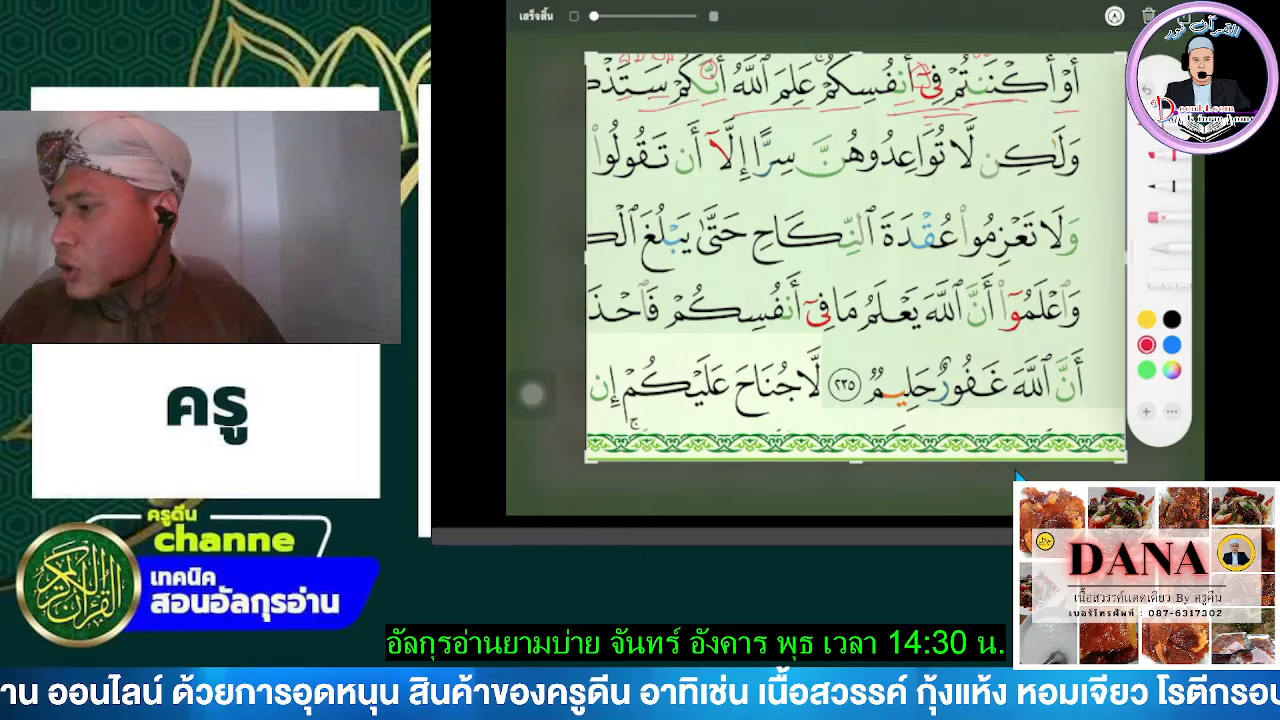 เสร็จสิ้น
القرآن نور
أَوْ أَكْنَنتُمْ فِىٓ أَنفُسِكُمْ ۚ عَلِمَ ٱللَّهُ أَنَّكُمْ سَتَذْك
وَلَٰكِن لَّا تُوَاعِدُوهُنَّ سِرًّا إِلَّآ أَن تَقُولُوا۟
وَلَا تَعْزِمُوا۟ عُقْدَةَ ٱلنِّكَاحِ حَتَّىٰ يَبْلُغَ ٱلْك
وَٱعْلَمُوٓا۟ أَنَّ ٱللَّهَ يَعْلَمُ مَا فِىٓ أَنفُسِكُمْ فَٱحْذَ
أَنَّ ٱللَّهَ غَفُورٌ حَلِيمٌ ٢٣٥ لَّا جُنَاحَ عَلَيْكُمْ إِن
ครู
ครูดีน
channe
เทคนิค
สอนอัลกุรอ่าน
DANA
เนื้อสวรรค์แดดเดียว By ครูดีน
เบอร์โทรศัพท์ : 087-6317302
อัลกุรอ่านยามบ่าย จันทร์ อังคาร พุธ เวลา 14:30 น.
าน ออนไลน์ ด้วยการอุดหนุน สินค้าของครูดีน อาทิเช่น เนื้อสวรรค์ กุ้งแห้ง หอมเจียว โรตีกรอบ